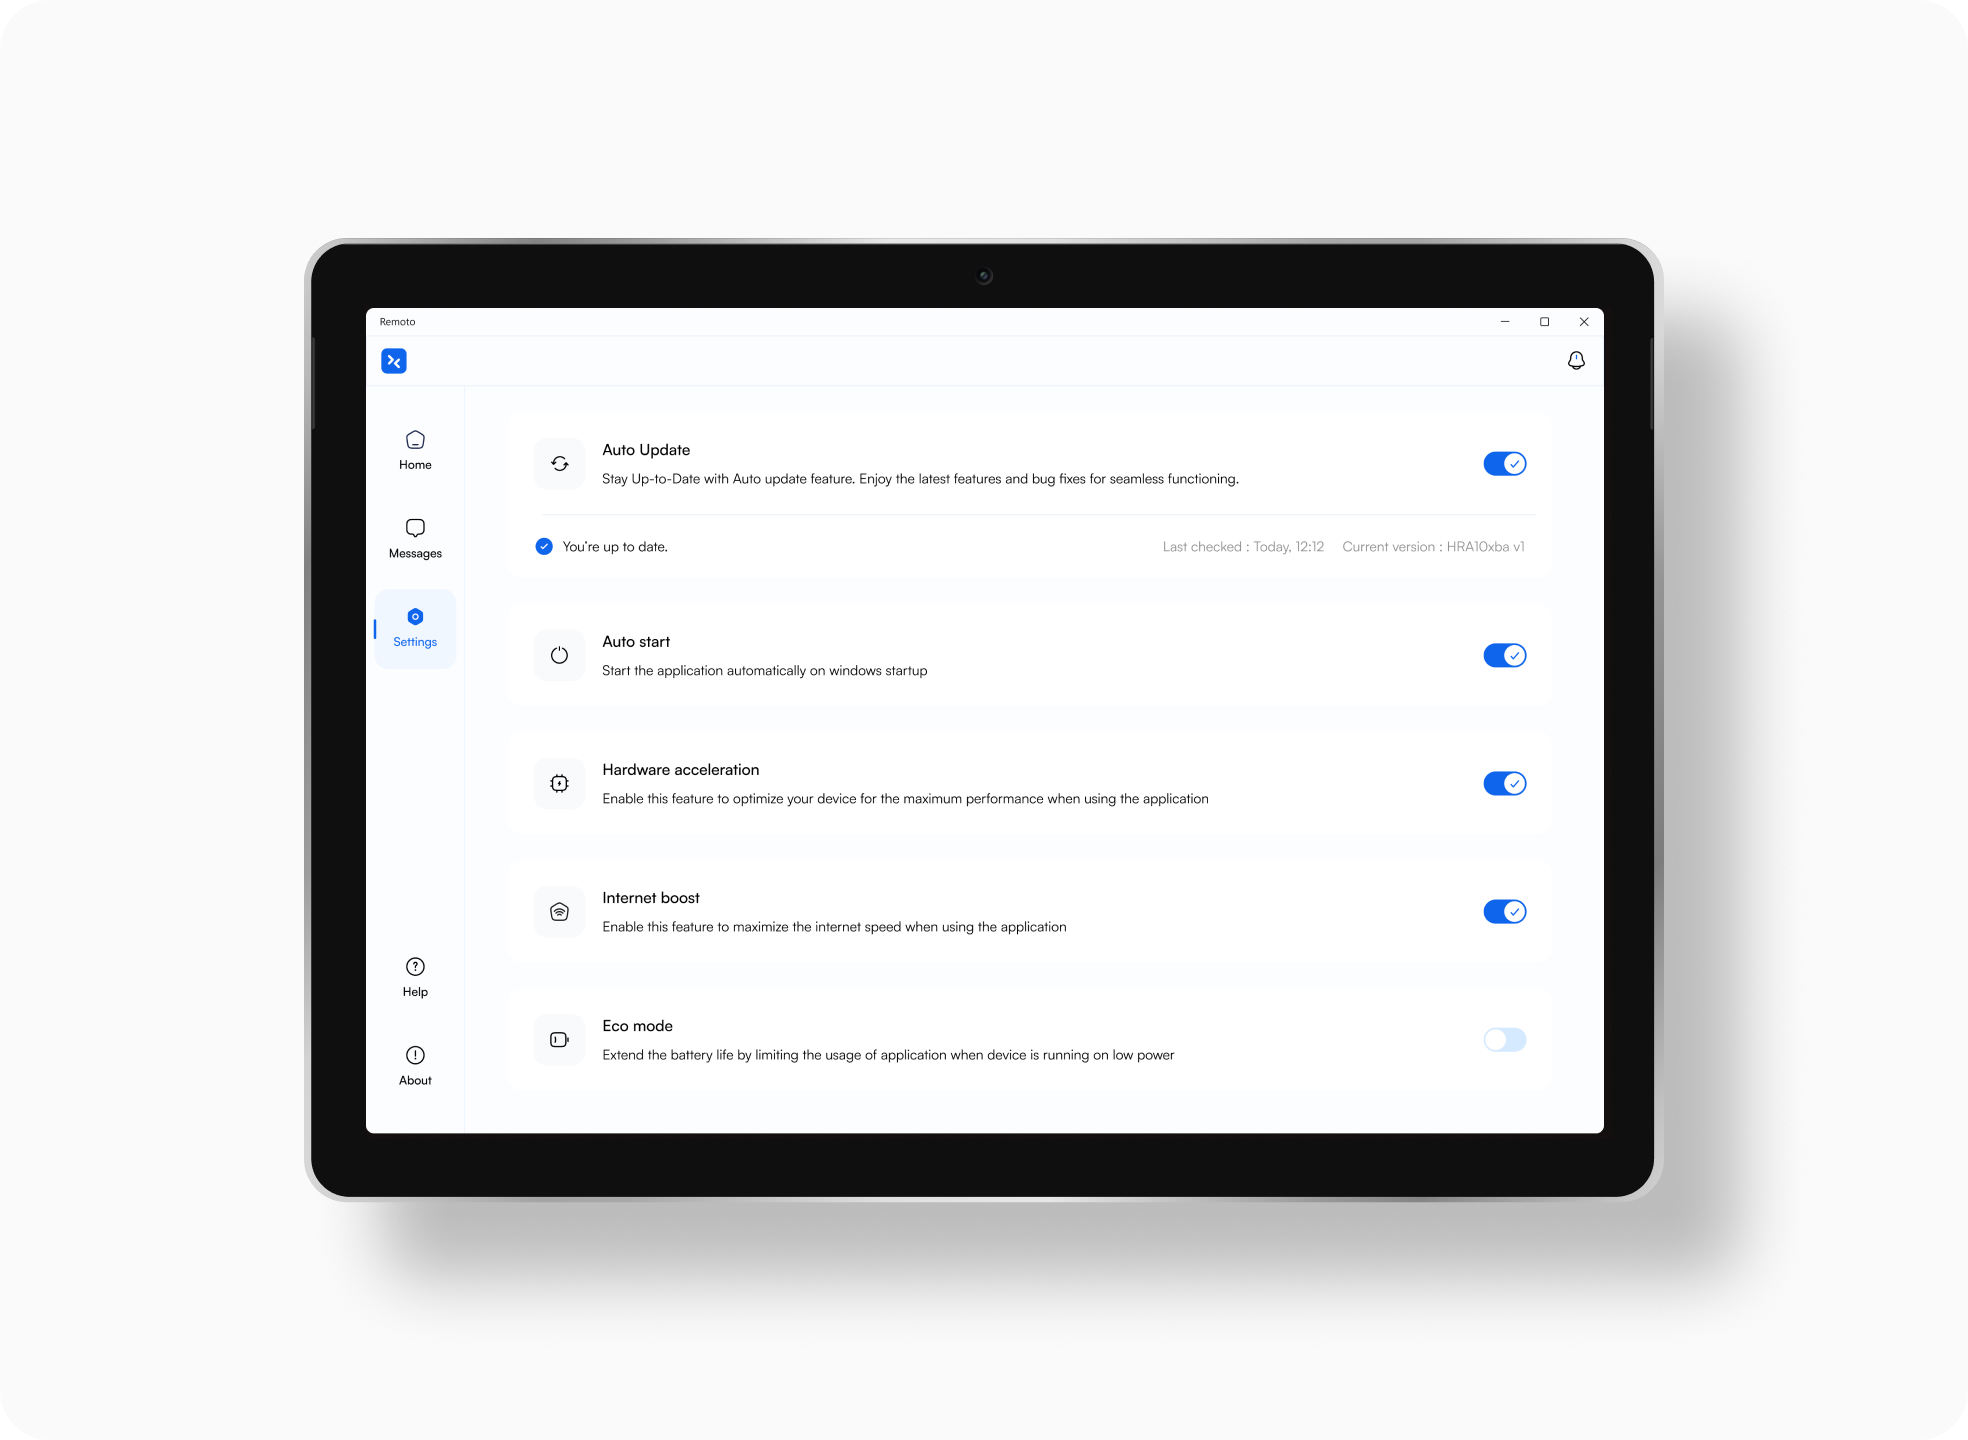 Remoto
Home
Messages
Settings
Help
About
Auto Update
Stay Up-to-Date with Auto update feature. Enjoy the latest features and bug fixes for seamless functioning.
You're up to date.
Last checked : Today, 12:12 Current version : HRA10xba v1
Auto start
Start the application automatically on windows startup
Hardware acceleration
Enable this feature to optimize your device for the maximum performance when using the application
Internet boost
Enable this feature to maximize the internet speed when using the application
Eco mode
Extend the battery life by limiting the usage of application when device is running on low power